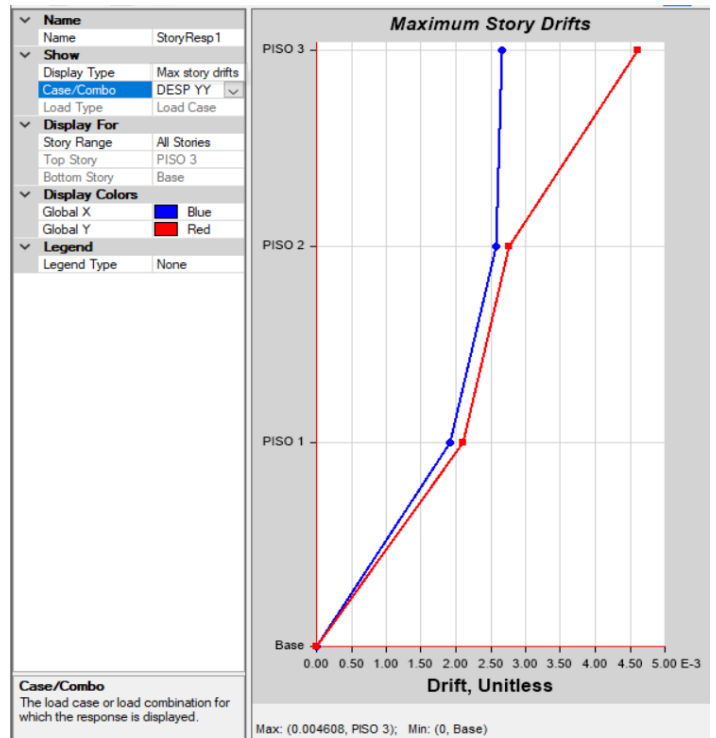 Name
Name StoryResp1
Show
Display Type Max story drifts
Case/Combo DESP YY
Load Type Load Case
Display For
Story Range All Stories
Top Story PISO 3
Bottom Story Base
Display Colors
Global X Blue
Global Y Red
Legend
Legend Type None
Case/Combo
The load case or load combination for
which the response is displayed.
Maximum Story Drifts
PISO 3
PISO 2
PISO 1
Base
0.00 0.50 1.00 1.50 2.00 2.50 3.00 3.50 4.00 4.50 5.00 E-3
Drift, Unitless
Max: (0.004608, PISO 3); Min: (0, Base)